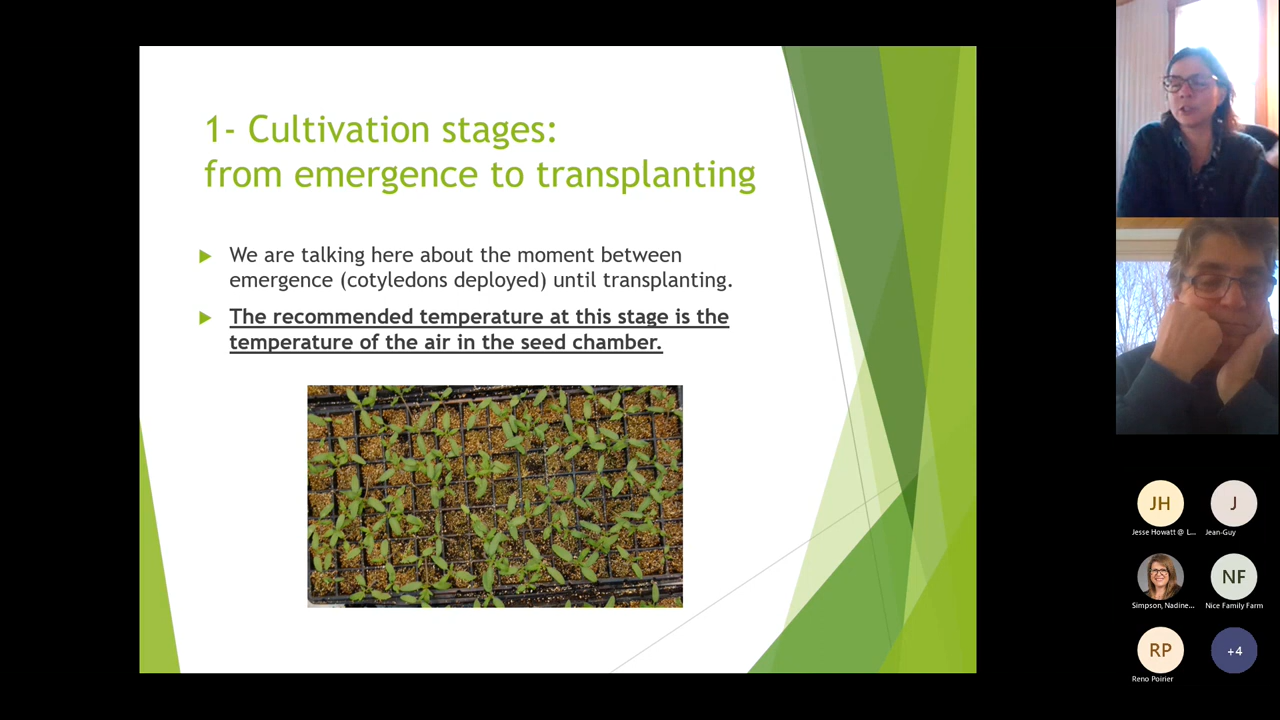 1- Cultivation stages:
from emergence to transplanting
We are talking here about the moment between
emergence (cotyledons deployed) until transplanting.
The recommended temperature at this stage is the
temperature of the air in the seed chamber.
JH
J
Jesse Howatt @ L...
Jean-Guy
NF
Simpson, Nadine...
Nice Family Farm
RP
+4
Reno Poirier